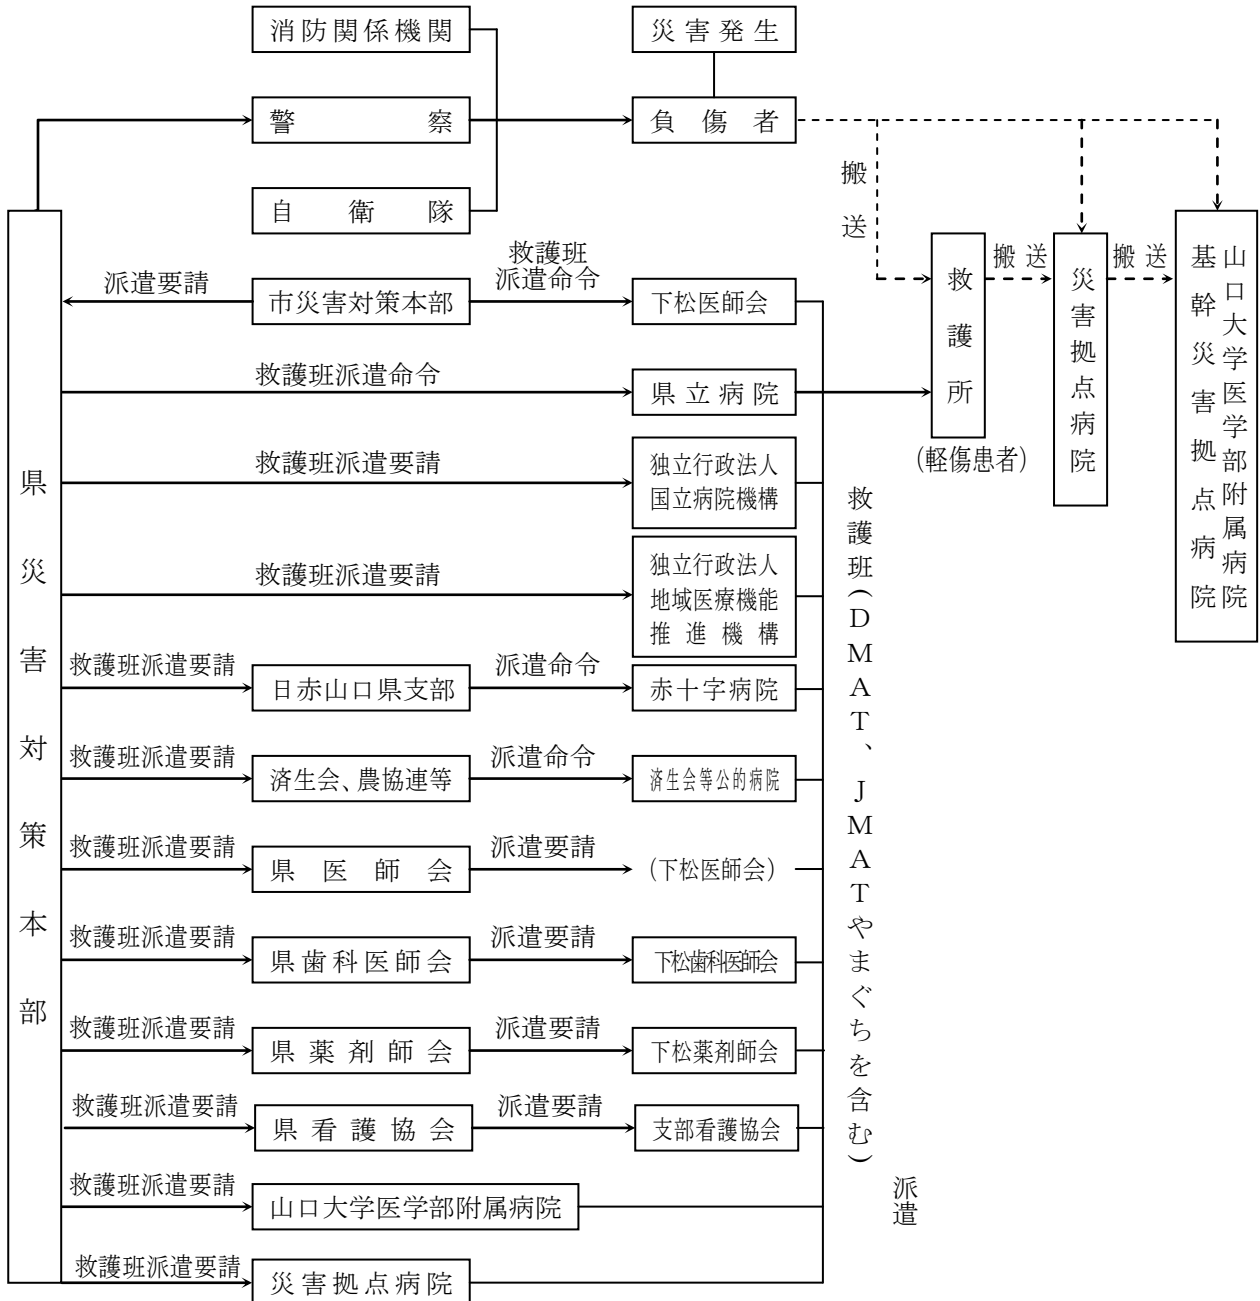 消防関係機関
災害発生
警察
負傷者
自衛隊
搬送
県災害対策本部
派遣要請
市災害対策本部
救護班
派遣命令
下松医師会
救護所
(軽傷患者)
搬送
災害拠点病院
搬送
山口大学医学部附属病院
基幹災害拠点病院
救護班派遣命令
県立病院
救護班派遣要請
独立行政法人
国立病院機構
救護班派遣要請
独立行政法人
地域医療機能
推進機構
救護班派遣要請
日赤山口県支部
派遣命令
赤十字病院
救護班派遣要請
済生会、農協連等
派遣命令
済生会等公的病院
救護班派遣要請
県医師会
派遣要請
(下松医師会)
救護班派遣要請
県歯科医師会
派遣要請
下松歯科医師会
救護班派遣要請
県薬剤師会
派遣要請
下松薬剤師会
救護班派遣要請
県看護協会
派遣要請
支部看護協会
救護班派遣要請
山口大学医学部附属病院
救護班派遣要請
災害拠点病院
救護班(DMAT、JMATやまぐちを含む)
派遣